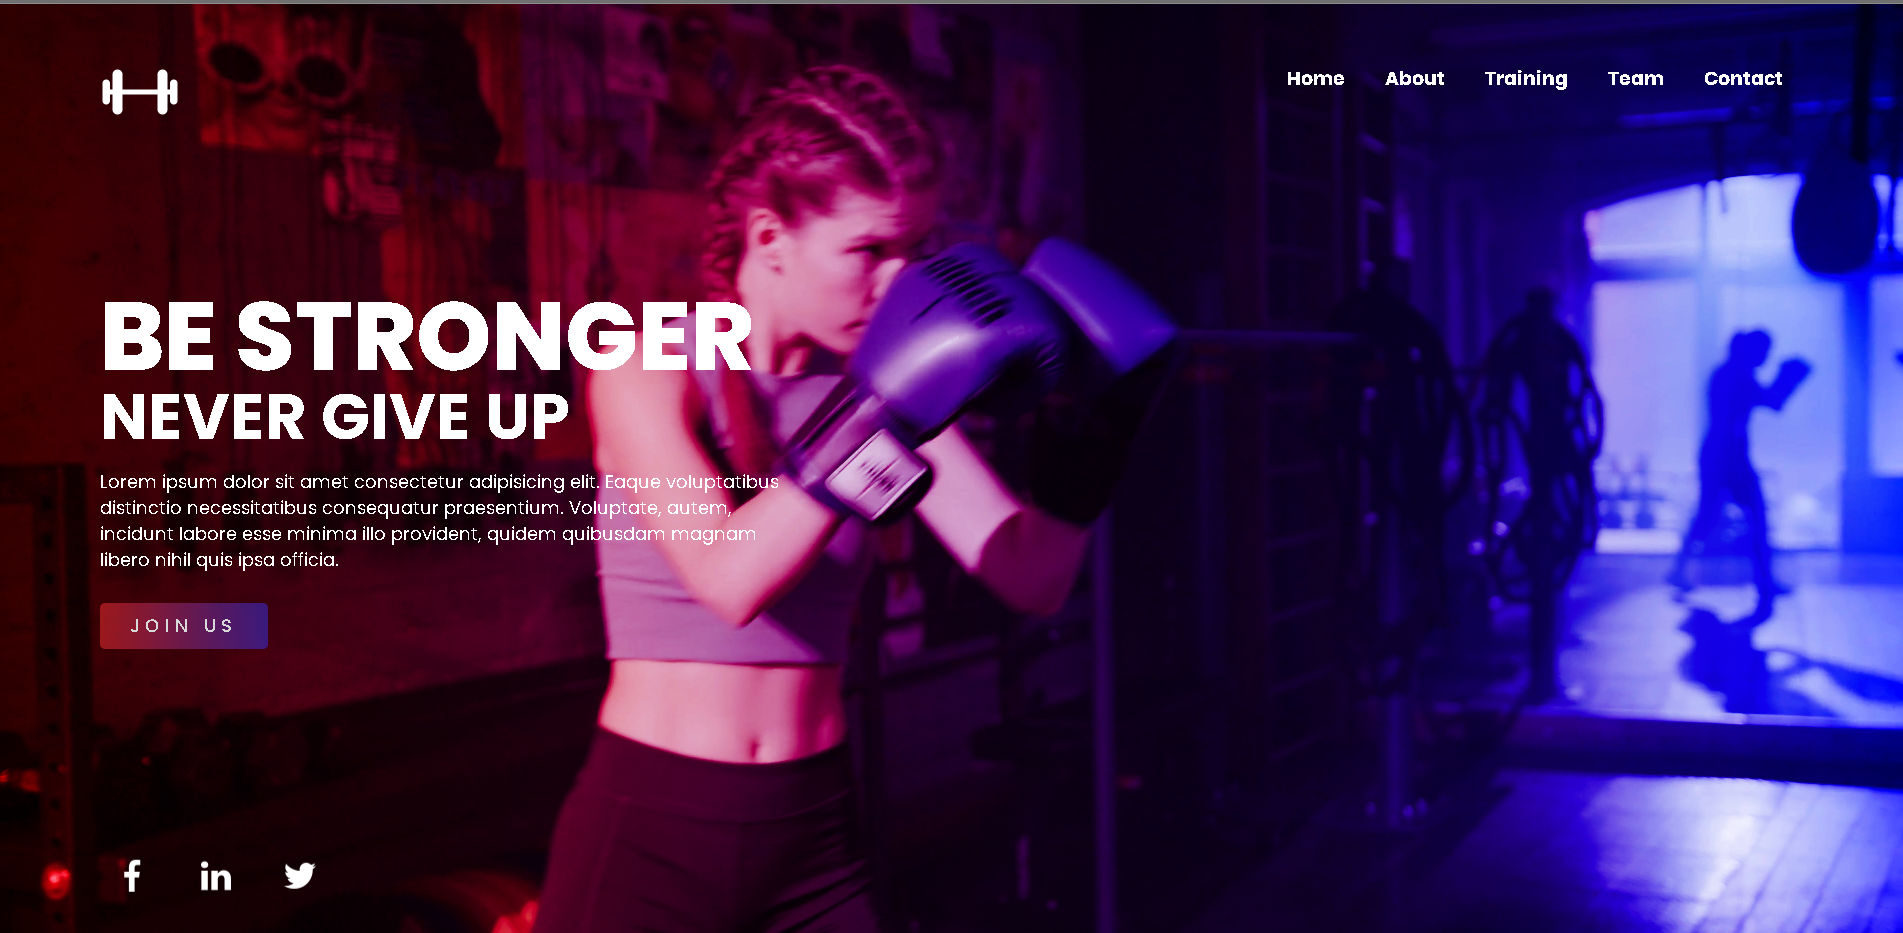 Home About Training Team Contact
BE STRONGER
NEVER GIVE UP
Lorem ipsum dolor sit amet consectetur adipisicing elit. Eaque voluptatibus
distinctio necessitatibus consequatur praesentium. Voluptate, autem,
incidunt labore esse minima illo provident, quidem quibusdam magnam
libero nihil quis ipsa officia.
JOIN US